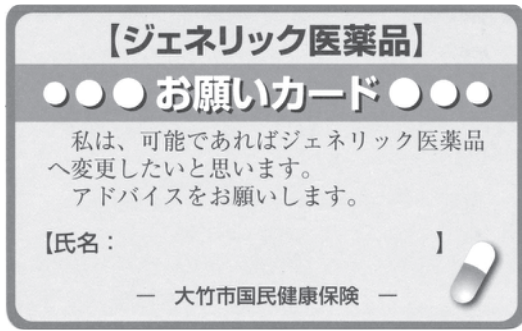 【ジェネリック医薬品】
●●●お願いカード●●●
私は、可能であればジェネリック医薬品
へ変更したいと思います。
アドバイスをお願いします。
【氏名： 】
― 大竹市国民健康保険 ―